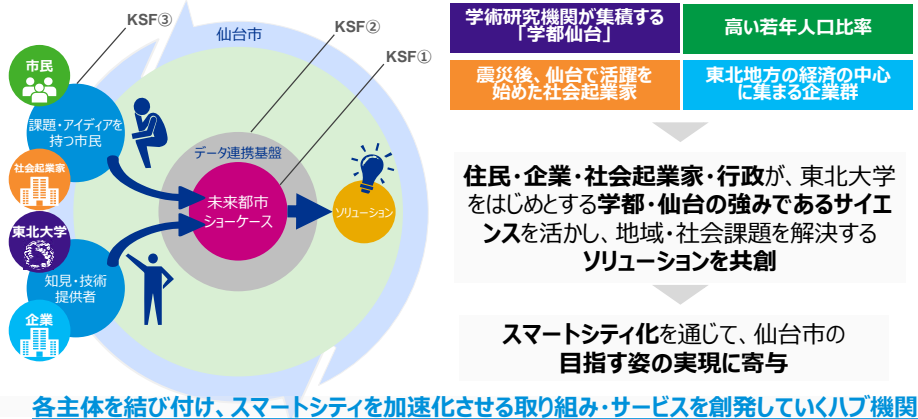 KSF③
KSF②
KSF①
仙台市
市民
課題・アイディアを
持つ市民
社会起業家
東北大学
知見・技術
提供者
企業
データ連携基盤
未来都市
ショーケース
ソリューション
学術研究機関が集積する
「学都仙台」
高い若年人口比率
震災後、仙台で活躍を
始めた社会起業家
東北地方の経済の中心
に集まる企業群
住民・企業・社会起業家・行政が、東北大学
をはじめとする学都・仙台の強みであるサイエ
ンスを活かし、地域・社会課題を解決する
ソリューションを共創
スマートシティ化を通じて、仙台市の
目指す姿の実現に寄与
各主体を結び付け、スマートシティを加速化させる取り組み・サービスを創発していくハブ機関